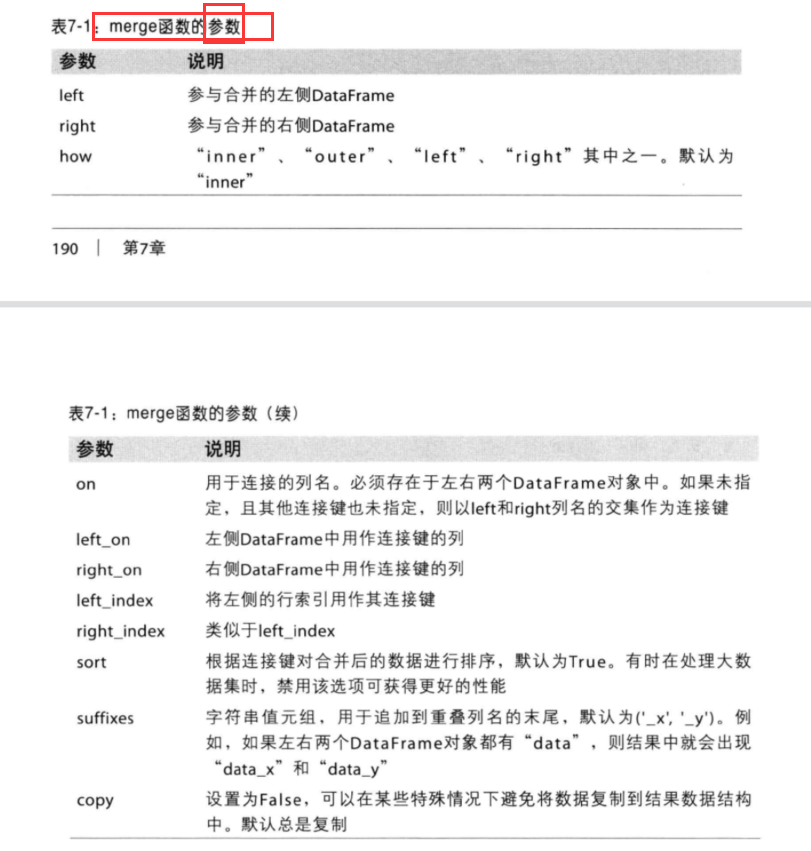 表7-1：merge函数的参数
参数 说明
left 参与合并的左侧DataFrame
right 参与合并的右侧DataFrame
how “inner”、“outer”、“left”、“right”其中之一。默认为
“inner”
190 | 第7章
表7-1：merge函数的参数（续）
参数 说明
on 用于连接的列名。必须存在于左右两个DataFrame对象中。如果未指
定，且其他连接键也未指定，则以left和right列名的交集作为连接键
left_on 左侧DataFrame中用作连接键的列
right_on 右侧DataFrame中用作连接键的列
left_index 将左侧的行索引用作其连接键
right_index 类似于left_index
sort 根据连接键对合并后的数据进行排序，默认为True。有时在处理大数
据集时，禁用该选项可获得更好的性能
suffixes 字符串值元组，用于追加到重叠列名的末尾，默认为('_x', '_y')。例
如，如果左右两个DataFrame对象都有“data”，则结果中就会出现
“data_x”和“data_y”
copy 设置为False，可以在某些特殊情况下避免将数据复制到结果数据结构
中。默认总是复制